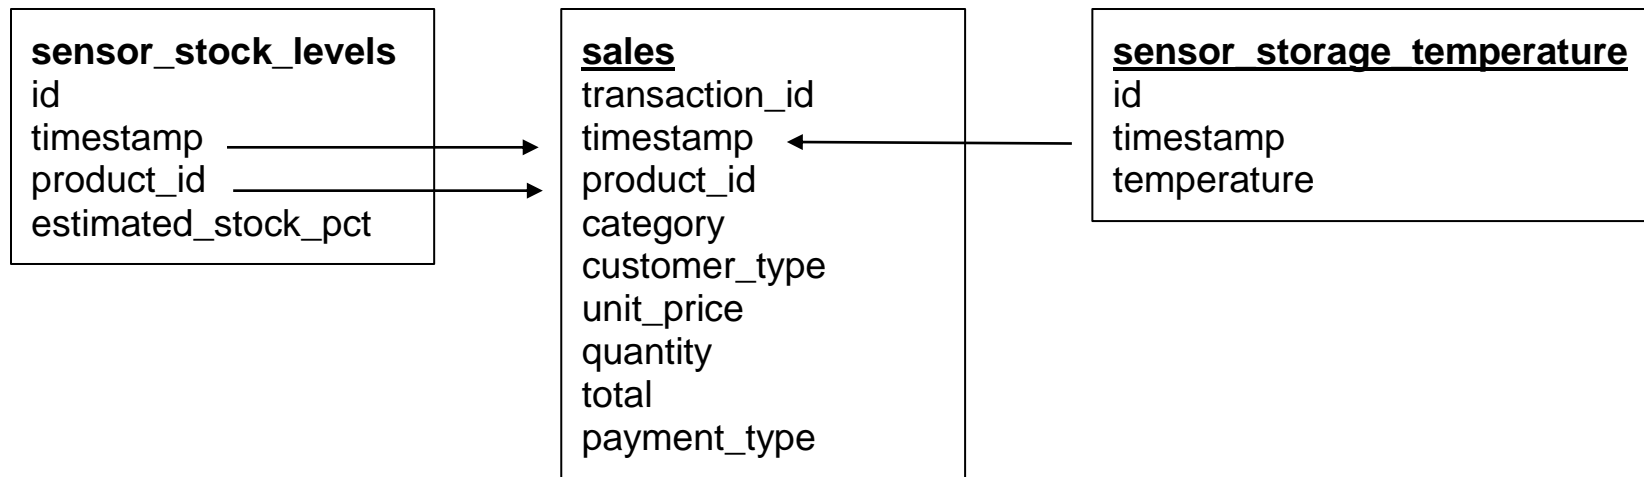 sensor_stock_levels
id
timestamp
product_id
estimated_stock_pct
sales
transaction_id
timestamp
product_id
category
customer_type
unit_price
quantity
total
payment_type
sensor_storage_temperature
id
timestamp
temperature